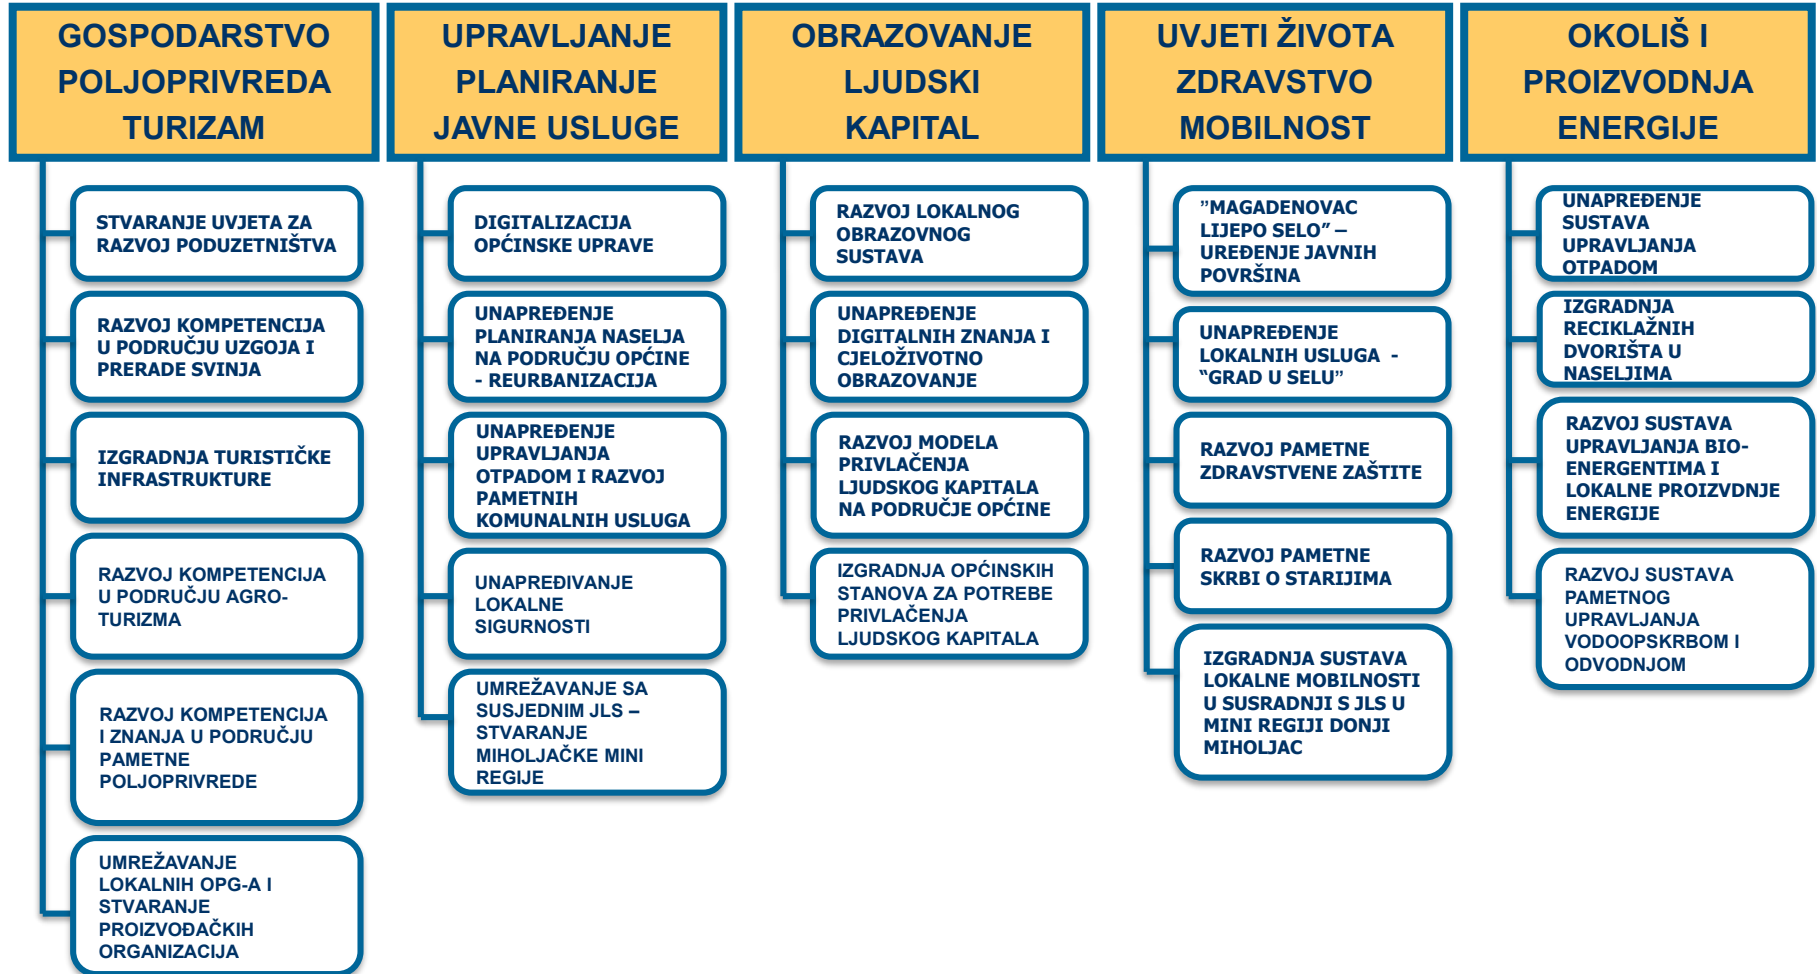 GOSPODARSTVO
POLJOPRIVREDA
TURIZAM
STVARANJE UVJETA ZA
RAZVOJ PODUZETNIŠTVA
RAZVOJ KOMPETENCIJA
U PODRUČJU UZGOJA I
PRERADE SVINJA
IZGRADNJA TURISTIČKE
INFRASTRUKTURE
RAZVOJ KOMPETENCIJA
U PODRUČJU AGRO-
TURIZMA
RAZVOJ KOMPETENCIJA
I ZNANJA U PODRUČJU
PAMETNE
POLJOPRIVREDE
UMREŽAVANJE
LOKALNIH OPG-A I
STVARANJE
PROIZVOĐAČKIH
ORGANIZACIJA
UPRAVLJANJE
PLANIRANJE
JAVNE USLUGE
DIGITALIZACIJA
OPĆINSKE UPRAVE
UNAPREĐENJE
PLANIRANJA NASELJA
NA PODRUČJU OPĆINE
- REURBANIZACIJA
UNAPREĐENJE
UPRAVLJANJA
OTPADOM I RAZVOJ
PAMETNIH
KOMUNALNIH USLUGA
UNAPREĐIVANJE
LOKALNE
SIGURNOSTI
UMREŽAVANJE SA
SUSJEDNIM JLS –
STVARANJE
MIHOLJAČKE MINI
REGIJE
OBRAZOVANJE
LJUDSKI
KAPITAL
RAZVOJ LOKALNOG
OBRAZOVNOG
SUSTAVA
UNAPREĐENJE
DIGITALNIH ZNANJA I
CJELOŽIVOTNO
OBRAZOVANJE
RAZVOJ MODELA
PRIVLAČENJA
LJUDSKOG KAPITALA
NA PODRUČJE OPĆINE
IZGRADNJA OPĆINSKIH
STANOVA ZA POTREBE
PRIVLAČENJA
LJUDSKOG KAPITALA
UVJETI ŽIVOTA
ZDRAVSTVO
MOBILNOST
”MAGADENOVAC
LIJEPO SELO” –
UREĐENJE JAVNIH
POVRŠINA
UNAPREĐENJE
LOKALNIH USLUGA -
“GRAD U SELU”
RAZVOJ PAMETNE
ZDRAVSTVENE ZAŠTITE
RAZVOJ PAMETNE
SKRBI O STARIJIMA
IZGRADNJA SUSTAVA
LOKALNE MOBILNOSTI
U SUSRADNJI S JLS U
MINI REGIJI DONJI
MIHOLJAC
OKOLIŠ I
PROIZVODNJA
ENERGIJE
UNAPREĐENJE
SUSTAVA
UPRAVLJANJA
OTPADOM
IZGRADNJA
RECIKLAŽNIH
DVORIŠTA U
NASELJIMA
RAZVOJ SUSTAVA
UPRAVLJANJA BIO-
ENERGENTIMA I
LOKALNE PROIZVDNJE
ENERGIJE
RAZVOJ SUSTAVA
PAMETNOG
UPRAVLJANJA
VODOOPSKRBOM I
ODVODNJOM